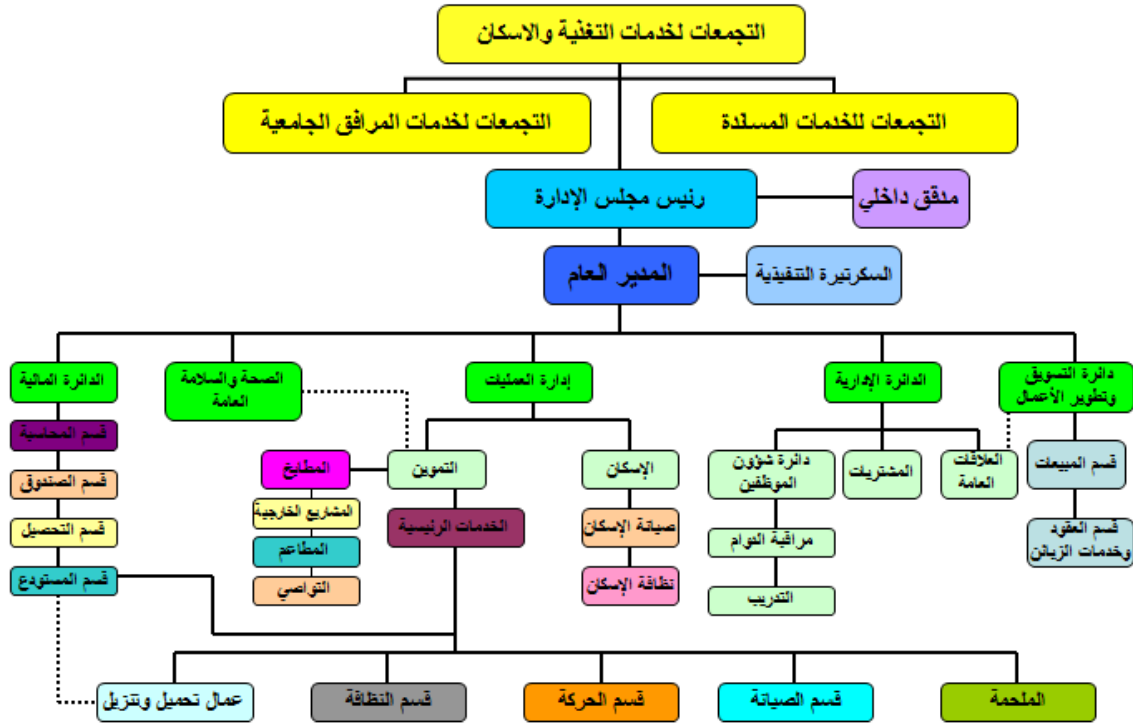 التجمعات لخدمات التغذية والاسكان
التجمعات للخدمات المساندة
التجمعات لخدمات المرافق الجامعية
رئيس مجلس الإدارة
مدقق داخلي
المدير العام
السكرتيرة التنفيذية
دائرة التسويق
وتطوير الأعمال
الدائرة الإدارية
إدارة العمليات
الصحة والسلامة
العامة
الدائرة المالية
قسم المبيعات
قسم العقود
وخدمات الزبائن
العلاقات
العامة
المشتريات
دائرة شؤون
الموظفين
مراقبة الدوام
التدريب
الإسكان
صيانة الإسكان
نظافة الإسكان
التموين
الخدمات الرئيسية
المطابخ
المشاريع الخارجية
المطاعم
التواصي
قسم المحاسبة
قسم الصندوق
قسم التحصيل
قسم المستودع
الملحمة
قسم الصيانة
قسم الحركة
قسم النظافة
عمال تحميل وتنزيل